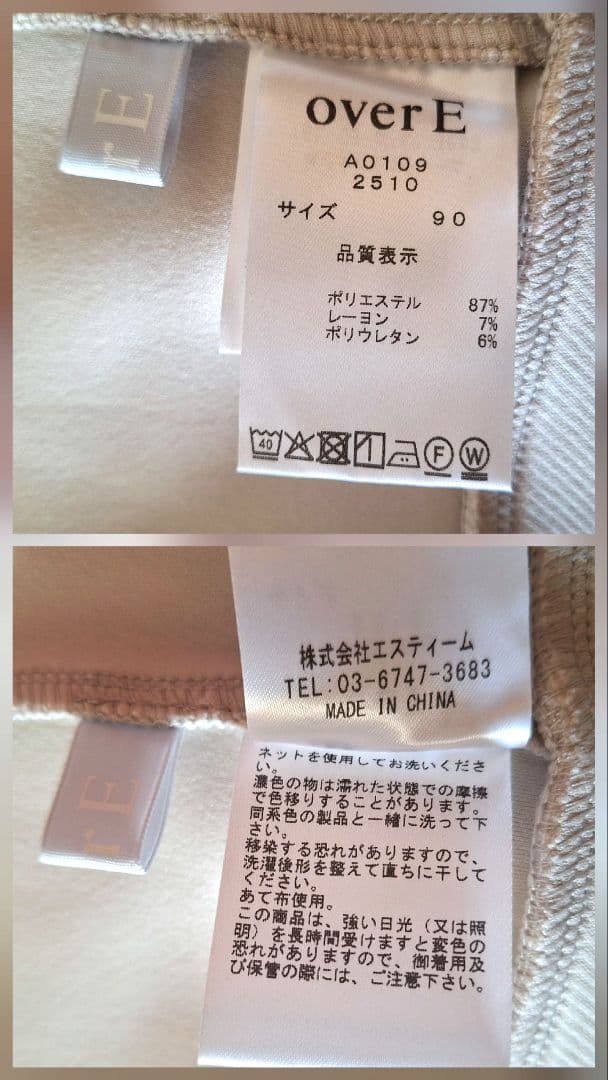 r E
over E
A0109
2510
サイズ 90
品質表示
ポリエステル 87%
レーヨン 7%
ポリウレタン 6%
40
F
W
株式会社エスティーム
TEL:03-6747-3683
MADE IN CHINA
r E
ネットを使用してお洗いくださ
い。
濃色の物は濡れた状態での摩擦
で色移りすることがあります。
同系色の製品と一緒に洗って下
さい。
移染する恐れがありますので、
洗濯後形を整えて直ちに干して
ください。
あて布使用。
この商品は、強い日光(又は照
明)を長時間受けますと変色の
恐れがありますので、御着用及
び保管の際には、ご注意下さい。